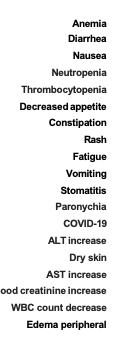 Anemia
Diarrhea
Nausea
Neutropenia
Thrombocytopenia
Decreased appetite
Constipation
Rash
Fatigue
Vomiting
Stomatitis
Paronychia
COVID-19
ALT increase
Dry skin
AST increase
ood creatinine increase
WBC count decrease
Edema peripheral